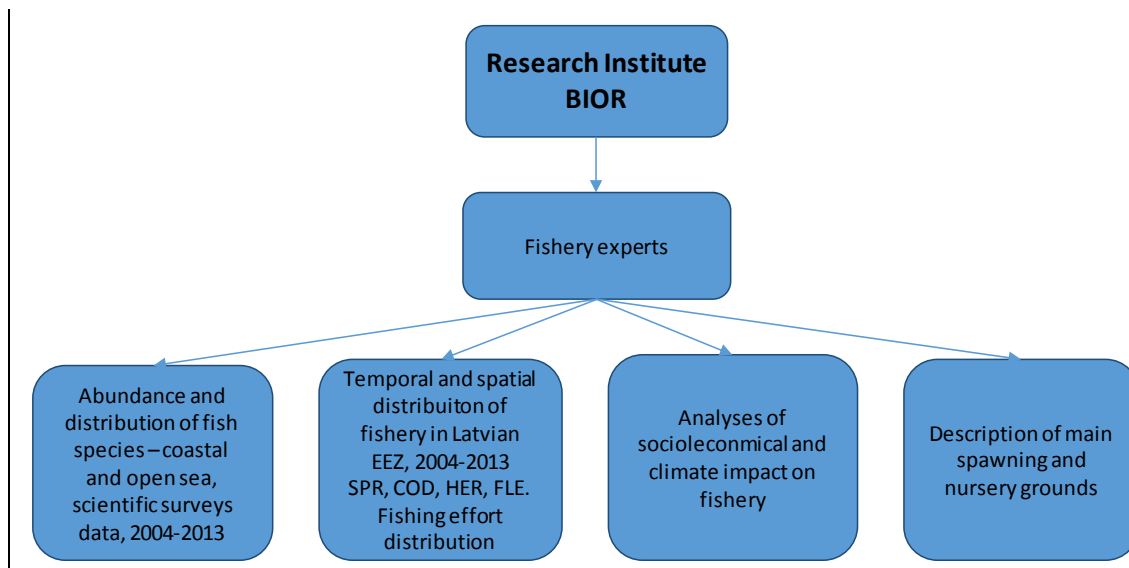 Research Institute
BIOR
Fishery experts
Abundance and
distribution of fish
species – coastal
and open sea,
scientific surveys
data, 2004-2013
Temporal and spatial
distribuiton of
fishery in Latvian
EEZ, 2004-2013
SPR, COD, HER, FLE.
Fishing effort
distribution
Analyses of
socioleconmical and
climate impact on
fishery
Description of main
spawning and
nursery grounds